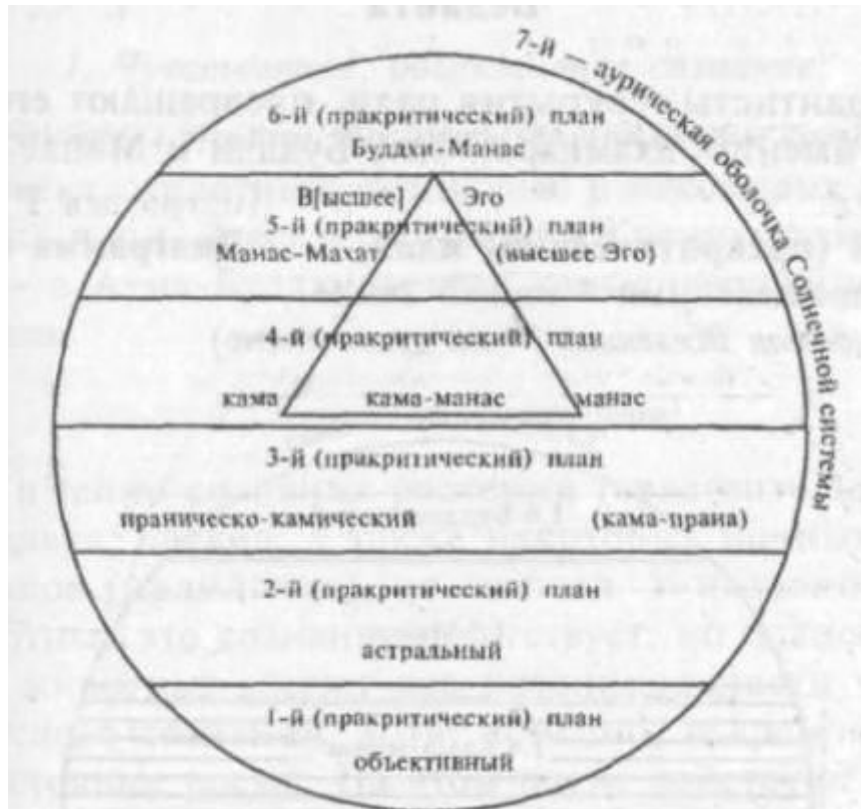 7-й — аурическая оболочка Солнечной системы
6-й (пракритический) план
Буддхи-Манас
В[ысшее] Эго
5-й (пракритический) план
Манас-Махат (высшее Эго)
4-й (пракритический) план
кама кама-манас манас
3-й (пракритический) план
праническо-камический (кама-прана)
2-й (пракритический) план
астральный
1-й (пракритический) план
объективный